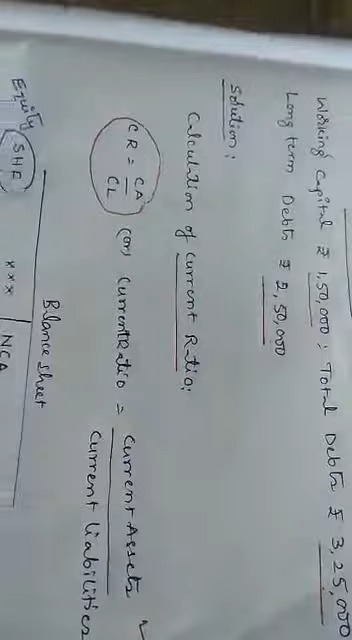 Working Capital ₹ 1,50,000; Total Debts ₹ 3,25,000
Long term Debts ₹ 2,50,000
Solution:
Calculation of current Ratio:
CR = CA / CL (or) Current Ratio = Current Assets / Current Liabilities
Blance sheet
Equity SHF xxx NCA